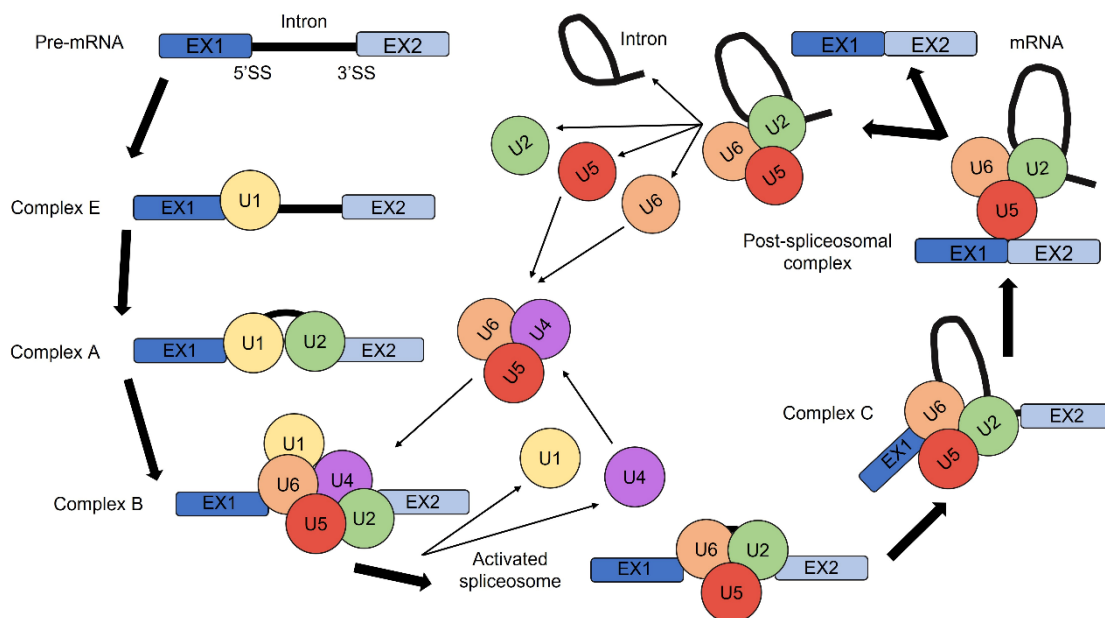 Pre-mRNA
EX1
Intron
EX2
5'SS
3'SS
Complex E
EX1
U1
EX2
Complex A
EX1
U1
U2
EX2
Complex B
EX1
U1
U6
U4
U5
U2
EX2
U1
U4
Activated
spliceosome
EX1
U6
U2
U5
EX2
Complex C
EX1
U6
U5
U2
EX2
Post-spliceosomal
complex
U6
U2
U5
EX1
EX2
EX1
EX2
mRNA
U6
U2
U5
Intron
U2
U5
U6
U6
U4
U5